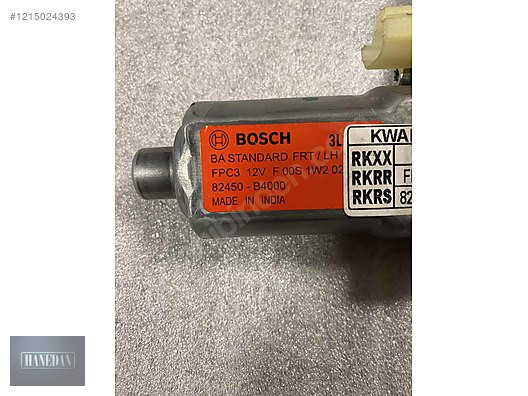 #1215024393
BOSCH 3L
BA STANDARD FRT / LH
FPC3 12V F 00S 1W2 02
82450 - B4000
MADE IN INDIA
KWA
RKXX
RKRR F
RKRS 82
HANEDAN